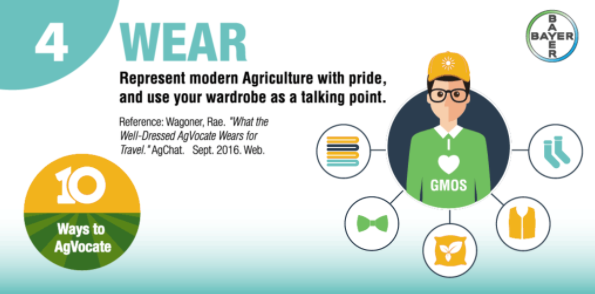 4
WEAR
Represent modern Agriculture with pride,
and use your wardrobe as a talking point.
Reference: Wagoner, Rae. "What the
Well-Dressed AgVocate Wears for
Travel." AgChat. Sept. 2016. Web.
10
Ways to
AgVocate
BAYER
BAYER
I
GMOS